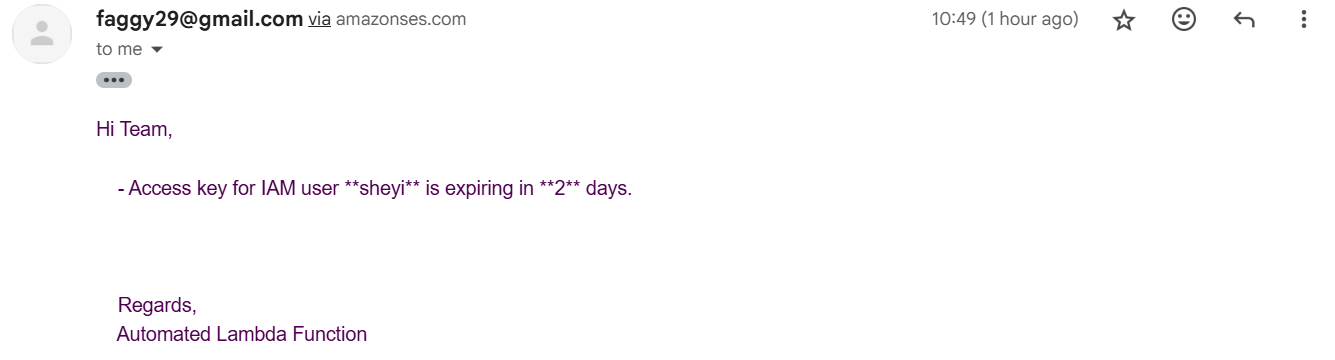 faggy29@gmail.com via amazonses.com 10:49 (1 hour ago)
to me
Hi Team,
- Access key for IAM user **sheyi** is expiring in **2** days.
Regards,
Automated Lambda Function